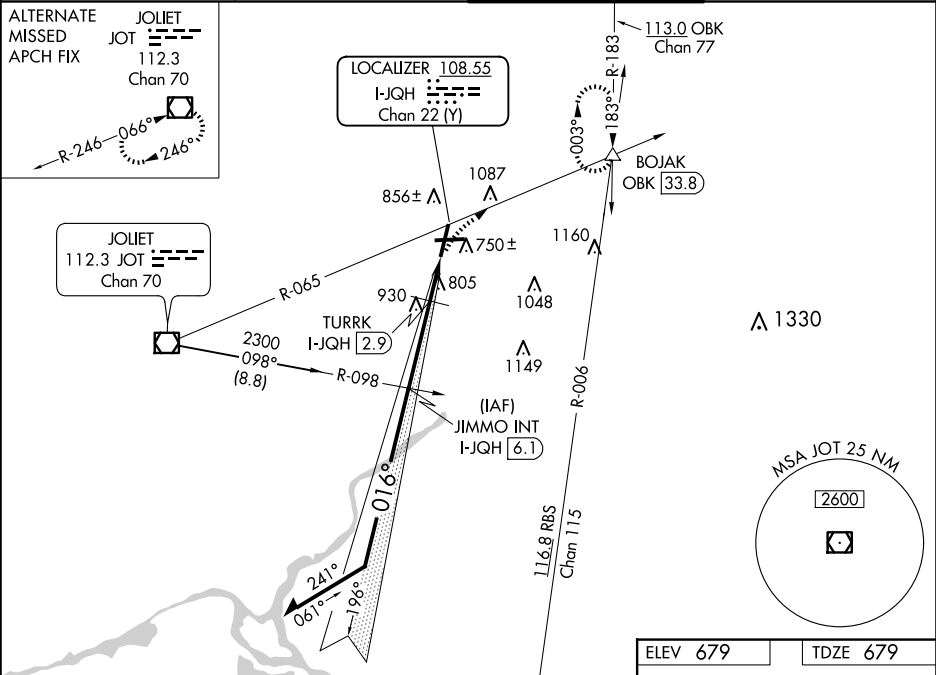 ALTERNATE
MISSED
APCH FIX
JOLIET
JOT
112.3
Chan 70
R-246
066°
246°
LOCALIZER 108.55
I-JQH
Chan 22 (Y)
113.0 OBK
Chan 77
R-183
183°
003°
BOJAK
OBK 33.8
856±
1087
750±
1160
805
930
1048
1149
1330
JOLIET
112.3 JOT
Chan 70
R-065
TURRK
I-JQH 2.9
2300
098°
(8.8)
R-098
(IAF)
JIMMO INT
I-JQH 6.1
R-006
016°
116.8 RBS
Chan 115
241°
061°
196°
MSA JOT 25 NM
2600
ELEV 679
TDZE 679